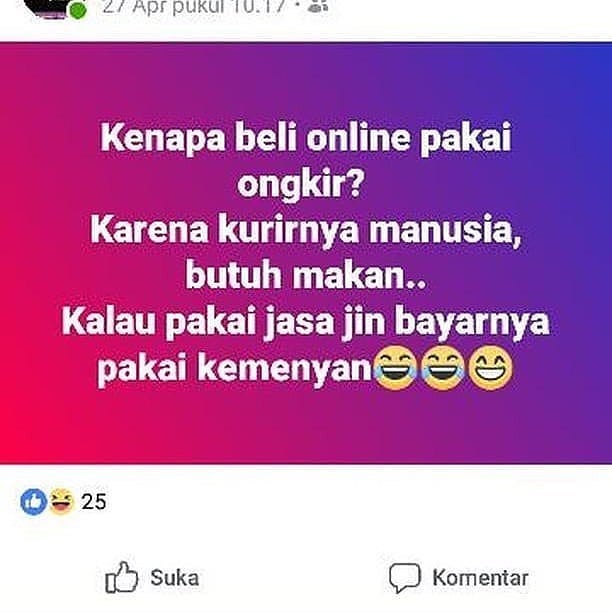 27 Apr pukul 10.17
Kenapa beli online pakai
ongkir?
Karena kurirnya manusia,
butuh makan..
Kalau pakai jasa jin bayarnya
pakai kemenyan😂😂😁
25
Suka
Komentar